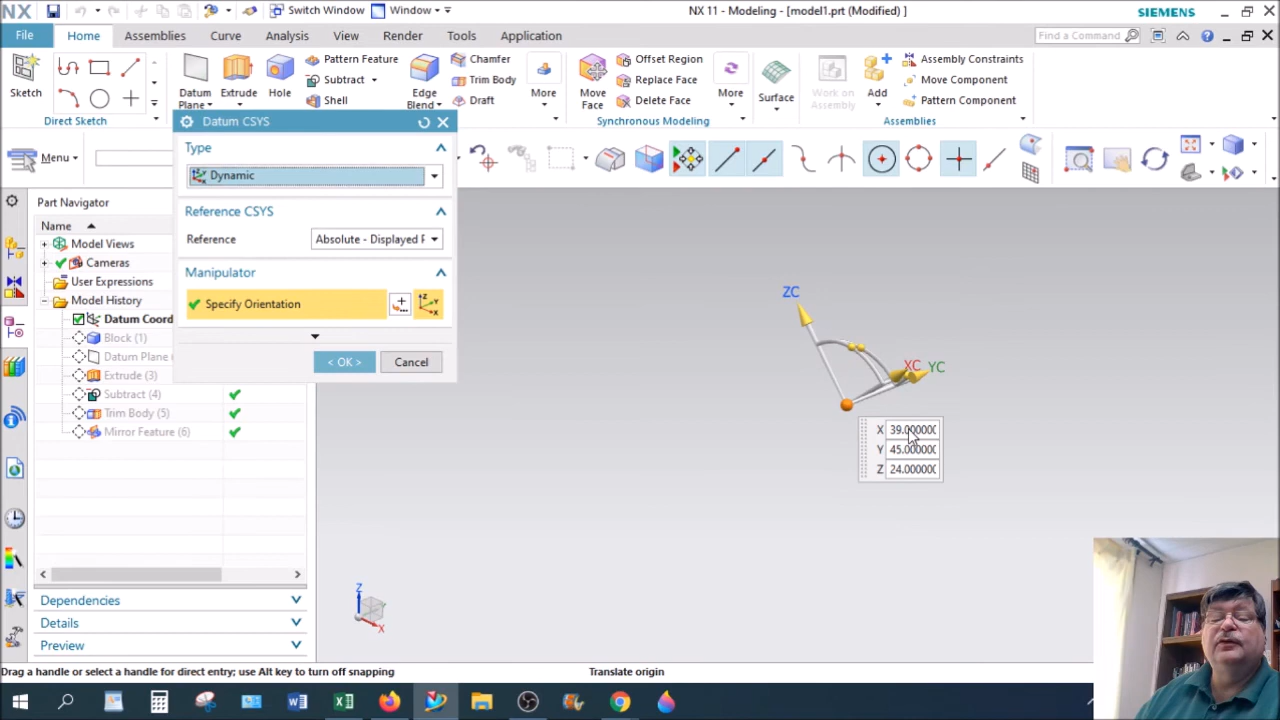 NX
Switch Window
Window
NX 11 - Modeling - [model1.prt (Modified) ]
SIEMENS
File
Home
Assemblies
Curve
Analysis
View
Render
Tools
Application
Find a Command
Sketch
Direct Sketch
Datum Plane
Extrude
Hole
Pattern Feature
Subtract
Shell
Edge Blend
Chamfer
Trim Body
Draft
More
Move Face
Offset Region
Replace Face
Delete Face
Synchronous Modeling
More
Surface
Work on Assembly
Add
Assembly Constraints
Move Component
Pattern Component
Assemblies
Menu
Datum CSYS
Type
Dynamic
Reference CSYS
Reference
Absolute - Displayed P
Manipulator
Specify Orientation
< OK >
Cancel
Part Navigator
Name
Model Views
Cameras
User Expressions
Model History
Datum Coord
Block (1)
Datum Plane (
Extrude (3)
Subtract (4)
Trim Body (5)
Mirror Feature (6)
Dependencies
Details
Preview
ZC
XC
YC
X 39.000000
Y 45.000000
Z 24.000000
Z
X
Drag a handle or select a handle for direct entry; use Alt key to turn off snapping
Translate origin